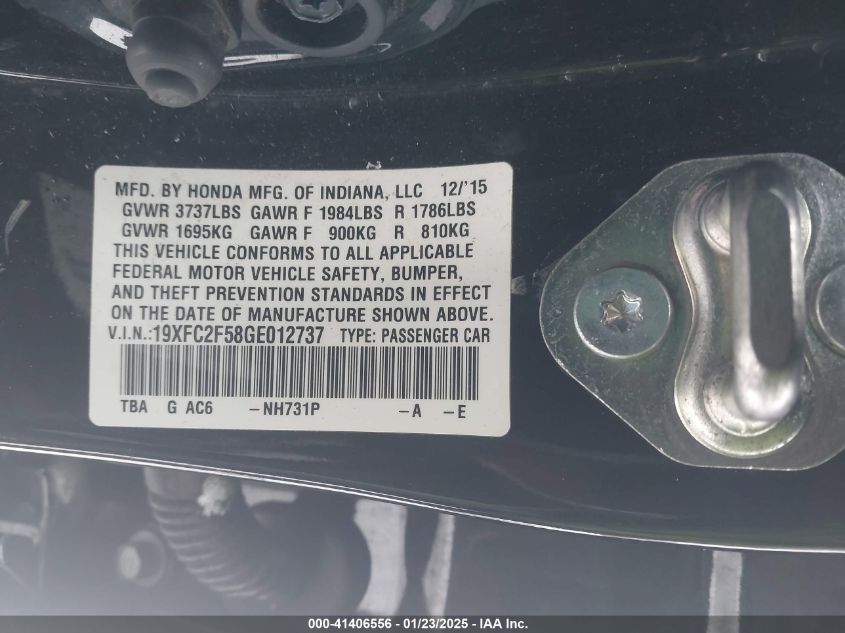 MFD. BY HONDA MFG. OF INDIANA, LLC 12/'15
GVWR 3737LBS GAWR F 1984LBS R 1786LBS
GVWR 1695KG GAWR F 900KG R 810KG
THIS VEHICLE CONFORMS TO ALL APPLICABLE
FEDERAL MOTOR VEHICLE SAFETY, BUMPER,
AND THEFT PREVENTION STANDARDS IN EFFECT
ON THE DATE OF MANUFACTURE SHOWN ABOVE.
V.I.N.:19XFC2F58GE012737 TYPE: PASSENGER CAR
TBA G AC6 -NH731P -A -E
000-41406556 - 01/23/2025 - IAA Inc.